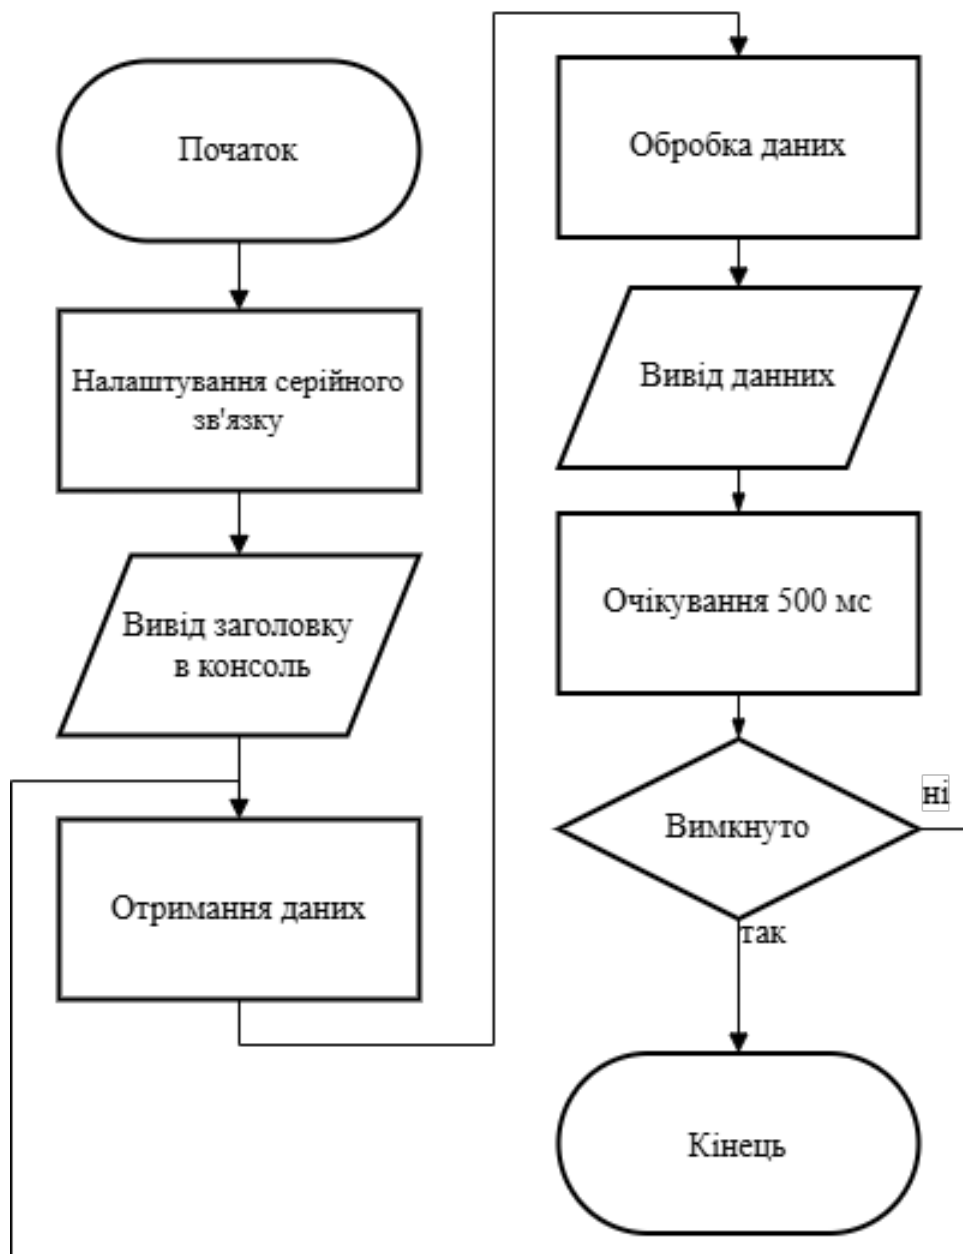 Початок
Налаштування серійного
зв'язку
Вивід заголовку
в консоль
Отримання даних
Обробка даних
Вивід данних
Очікування 500 мс
Вимкнуто
ні
так
Кінець